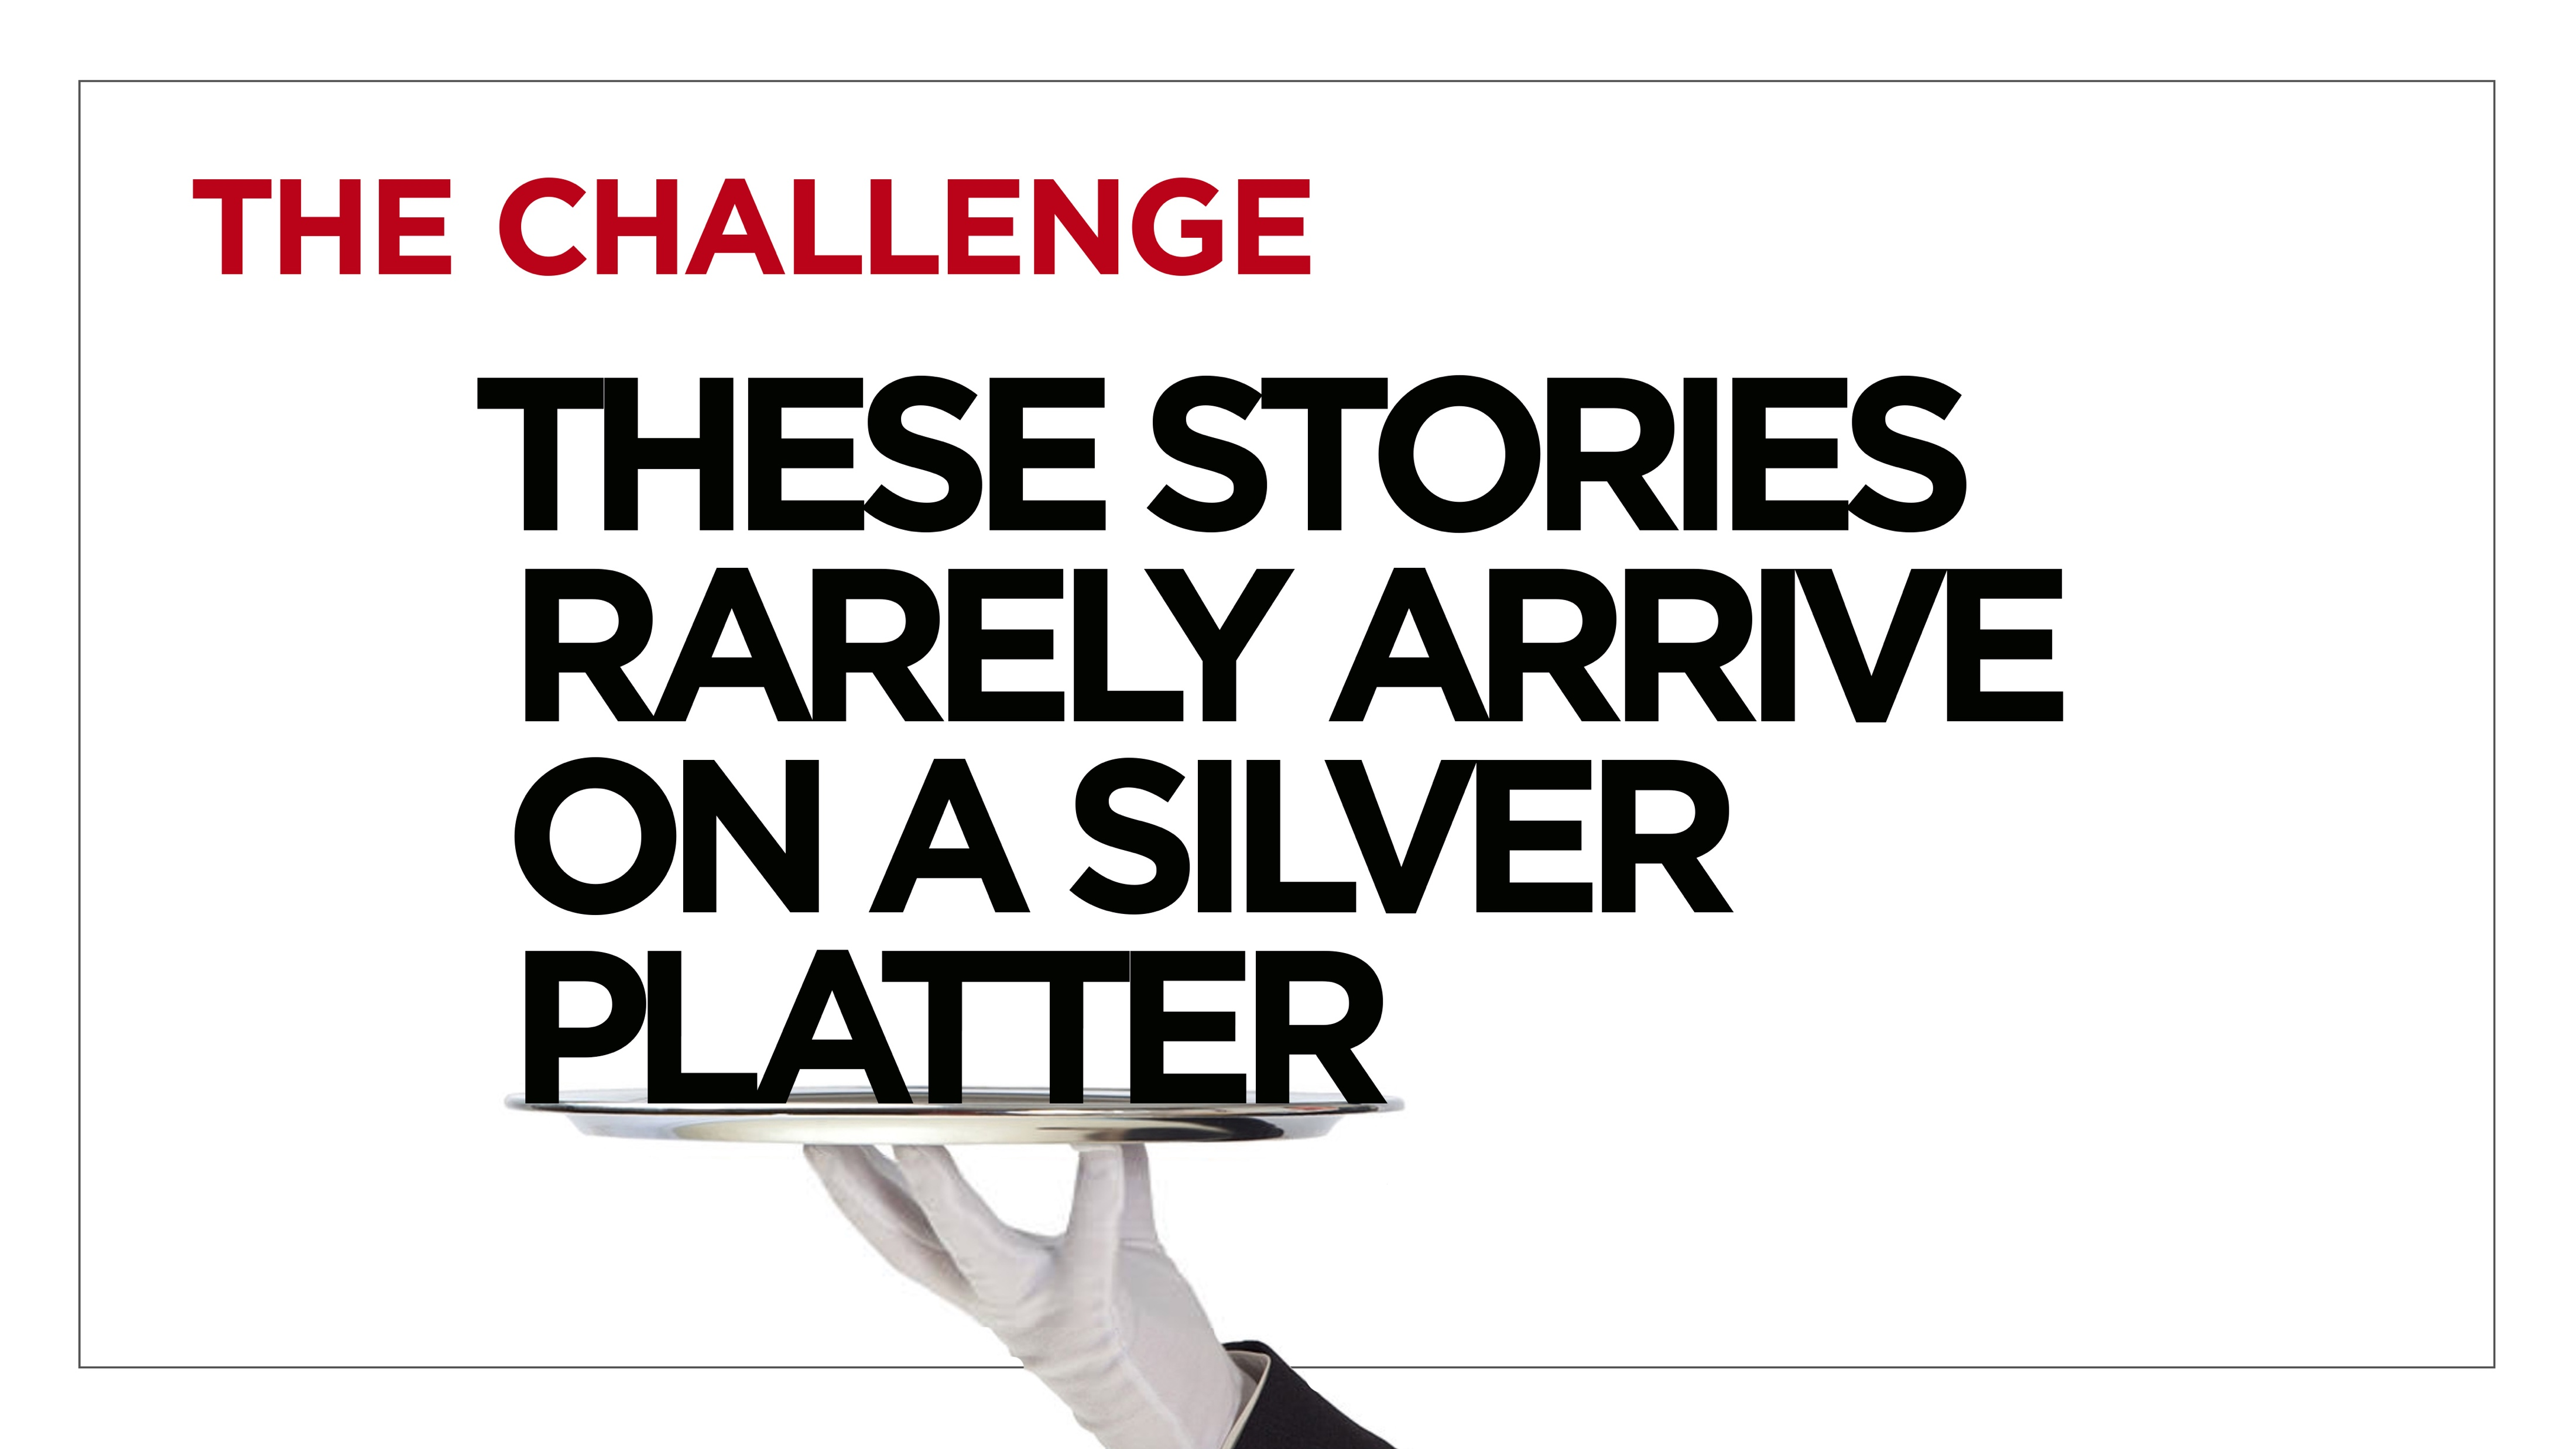 THE CHALLENGE
THESE STORIES
RARELY ARRIVE
ON A SILVER
PLATTER